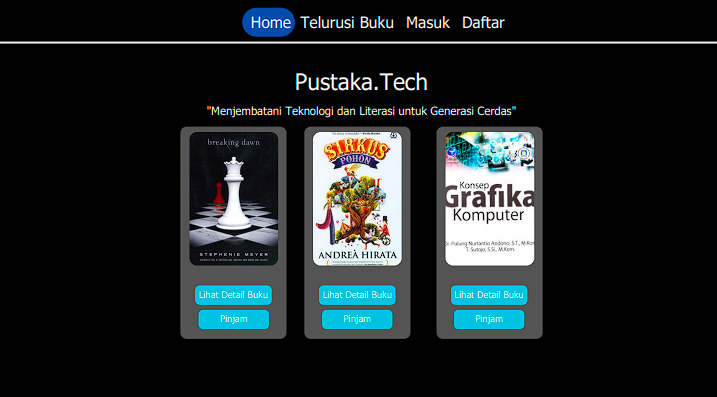 Home Telurusi Buku Masuk Daftar
Pustaka.Tech
"Menjembatani Teknologi dan Literasi untuk Generasi Cerdas"
breaking dawn
STEPHENIE MEYER
SIRKUS
POHON
ANDREA HIRATA
Konsep
Grafika
Komputer
Pulung Nurtantio Andono, S.T., M.Kom
T. Sutojo, S.Si., M.Kom.
Lihat Detail Buku
Pinjam
Lihat Detail Buku
Pinjam
Lihat Detail Buku
Pinjam